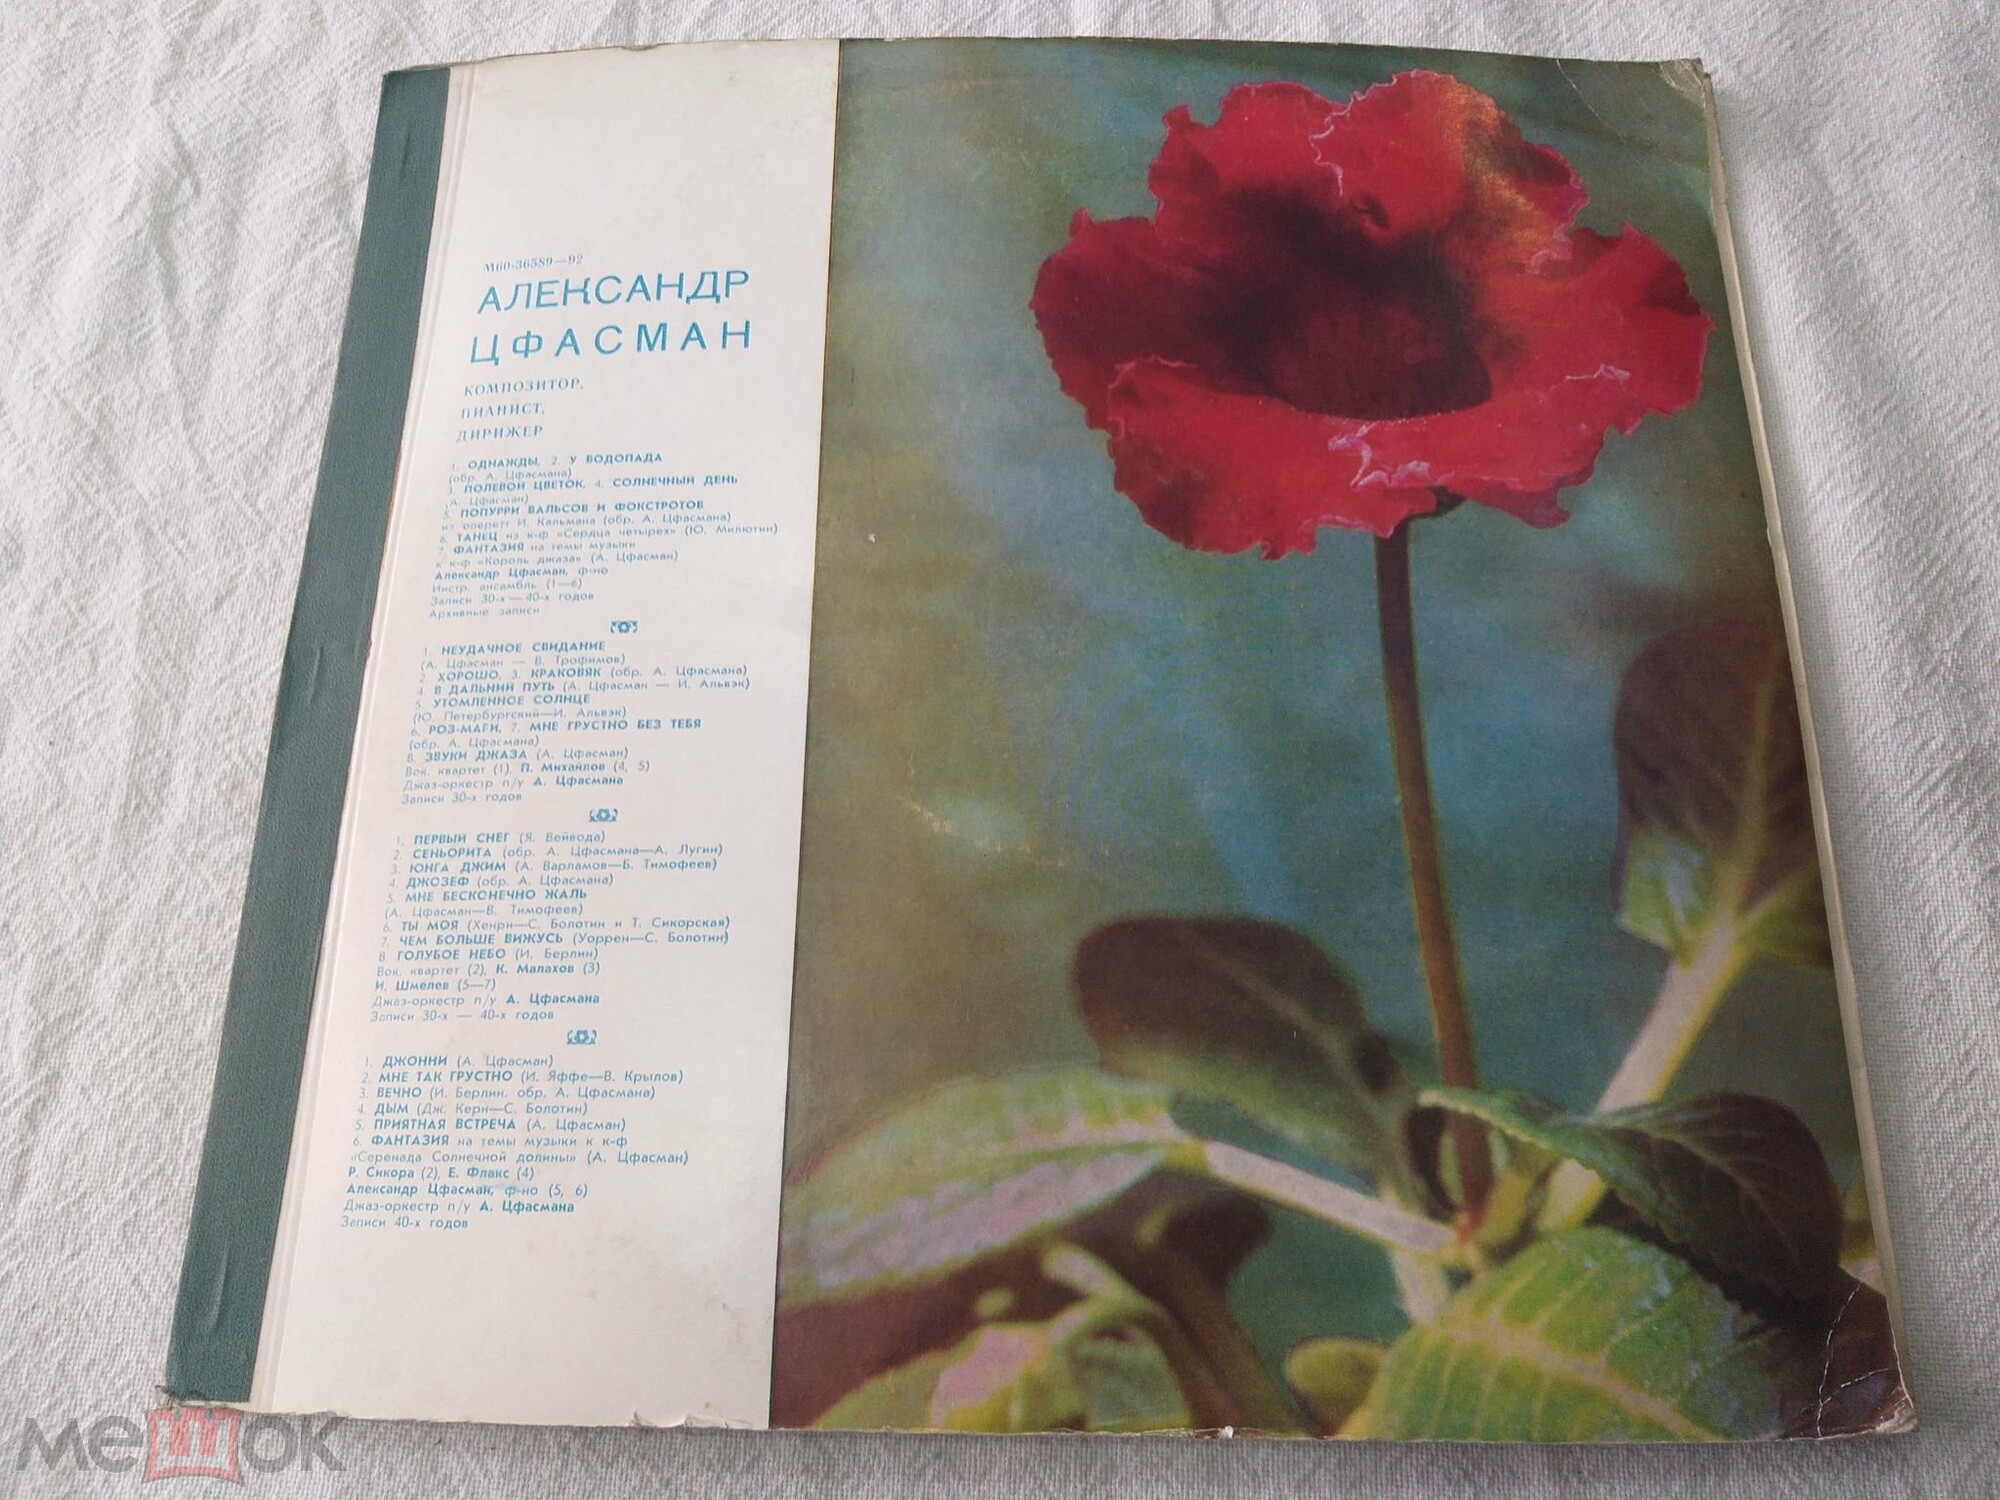 М60-36589—92
АЛЕКСАНДР
ЦФАСМАН
КОМПОЗИТОР,
ПИАНИСТ,
ДИРИЖЕР
1. ОДНАЖДЫ, 2. У ВОДОПАДА
(обр. А. Цфасмана)
3. ПОЛЕВОЙ ЦВЕТОК, 4. СОЛНЕЧНЫЙ ДЕНЬ
(А. Цфасман)
5. ПОПУРРИ ВАЛЬСОВ И ФОКСТРОТОВ
из оперетт И. Кальмана (обр. А. Цфасмана)
6. ТАНЕЦ из к-ф «Сердца четырех» (Ю. Милютин)
7. ФАНТАЗИЯ на темы музыки
к к-ф «Король джаза» (А. Цфасман)
Александр Цфасман, ф-но
Инстр. ансамбль (1—6)
Записи 30-х — 40-х годов
Архивные записи
1. НЕУДАЧНОЕ СВИДАНИЕ
(А. Цфасман — В. Трофимов)
2. ХОРОШО, 3. КРАКОВЯК (обр. А. Цфасмана)
4. В ДАЛЬНИЙ ПУТЬ (А. Цфасман — И. Альвэк)
5. УТОМЛЕННОЕ СОЛНЦЕ
(Ю. Петербургский—И. Альвэк)
6. РОЗ-МАРИ, 7. МНЕ ГРУСТНО БЕЗ ТЕБЯ
(обр. А. Цфасмана)
8. ЗВУКИ ДЖАЗА (А. Цфасман)
Вок. квартет (1), П. Михайлов (4, 5)
Джаз-оркестр п/у А. Цфасмана
Записи 30-х годов
1. ПЕРВЫЙ СНЕГ (Я. Вейвода)
2. СЕНЬОРИТА (обр. А. Цфасмана—А. Лугин)
3. ЮНГА ДЖИМ (А. Варламов—Б. Тимофеев)
4. ДЖОЗЕФ (обр. А. Цфасмана)
5. МНЕ БЕСКОНЕЧНО ЖАЛЬ
(А. Цфасман—В. Тимофеев)
6. ТЫ МОЯ (Хенри—С. Болотин и Т. Сикорская)
7. ЧЕМ БОЛЬШЕ ВИЖУСЬ (Уоррен—С. Болотин)
8. ГОЛУБОЕ НЕБО (И. Берлин)
Вок. квартет (2), К. Малахов (3)
И. Шмелев (5—7)
Джаз-оркестр п/у А. Цфасмана
Записи 30-х — 40-х годов
1. ДЖОННИ (А. Цфасман)
2. МНЕ ТАК ГРУСТНО (И. Яффе—В. Крылов)
3. ВЕЧНО (И. Берлин, обр. А. Цфасмана)
4. ДЫМ (Дж. Керн—С. Болотин)
5. ПРИЯТНАЯ ВСТРЕЧА (А. Цфасман)
6. ФАНТАЗИЯ на темы музыки к к-ф
«Серенада Солнечной долины» (А. Цфасман)
Р. Сикора (2), Е. Флакс (4)
Александр Цфасман, ф-но (5, 6)
Джаз-оркестр п/у А. Цфасмана
Записи 40-х годов
мешок